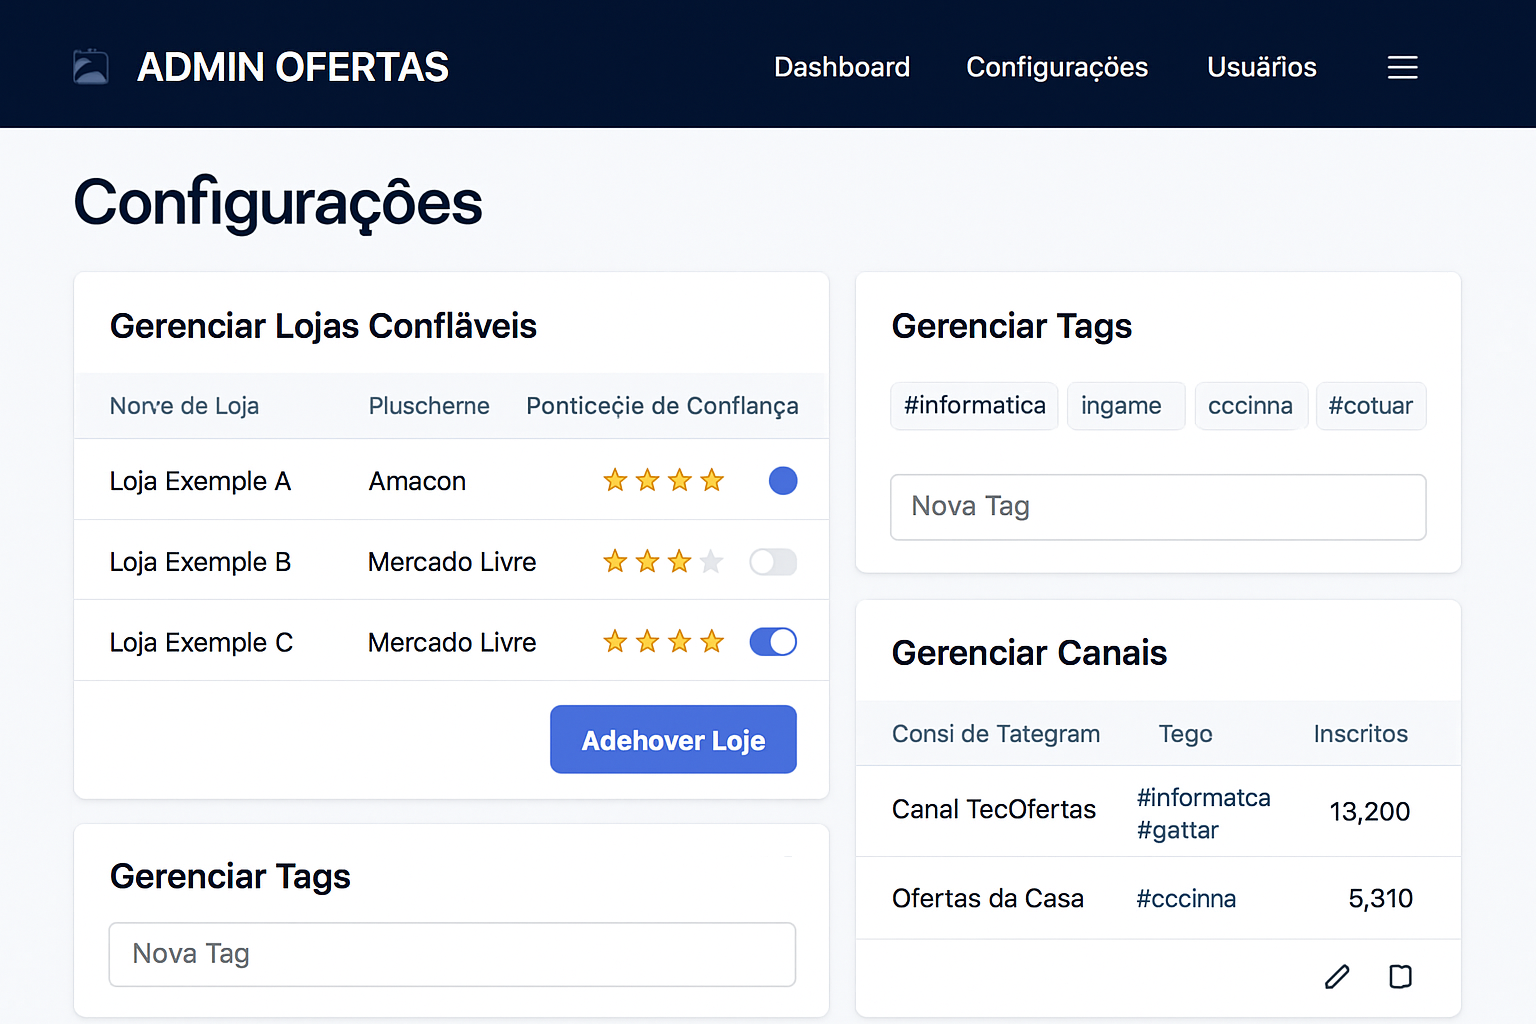 ADMIN OFERTAS
Dashboard Configurações Usuäŕios
Configuraçôes
Gerenciar Lojas Confläveis
Norve de Loja Pluscherne Ponticeçie de Conflança
Loja Exemple A Amacon
Loja Exemple B Mercado Livre
Loja Exemple C Mercado Livre
Adehover Loje
Gerenciar Tags
Nova Tag
Gerenciar Tags
#informatica ingame cccinna #cotuar
Nova Tag
Gerenciar Canais
Consi de Tategram Tego Inscritos
Canal TecOfertas #informatca 13,200
#gattar
Ofertas da Casa #cccinna 5,310